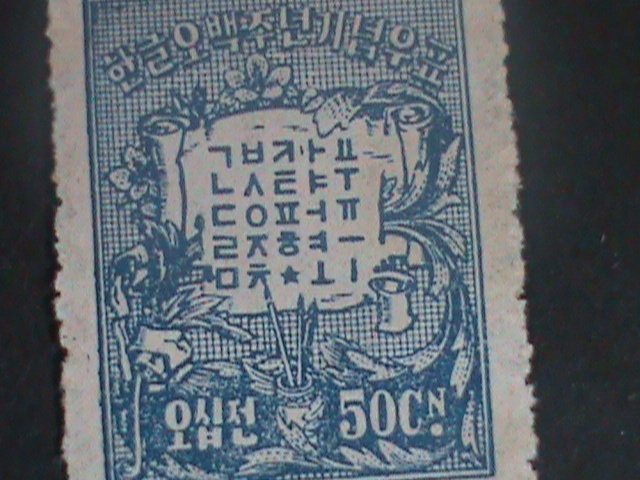 한글오백주년기념우표
ㄱㅂㅋㅏㅛ
ㄴㅅㅌㅑㅜ
ㄷㅇㅍㅓㅠ
ㄹㅈㅎㅕㅡ
ㅁㅊ★ㅗㅣ
오십전 50CN.